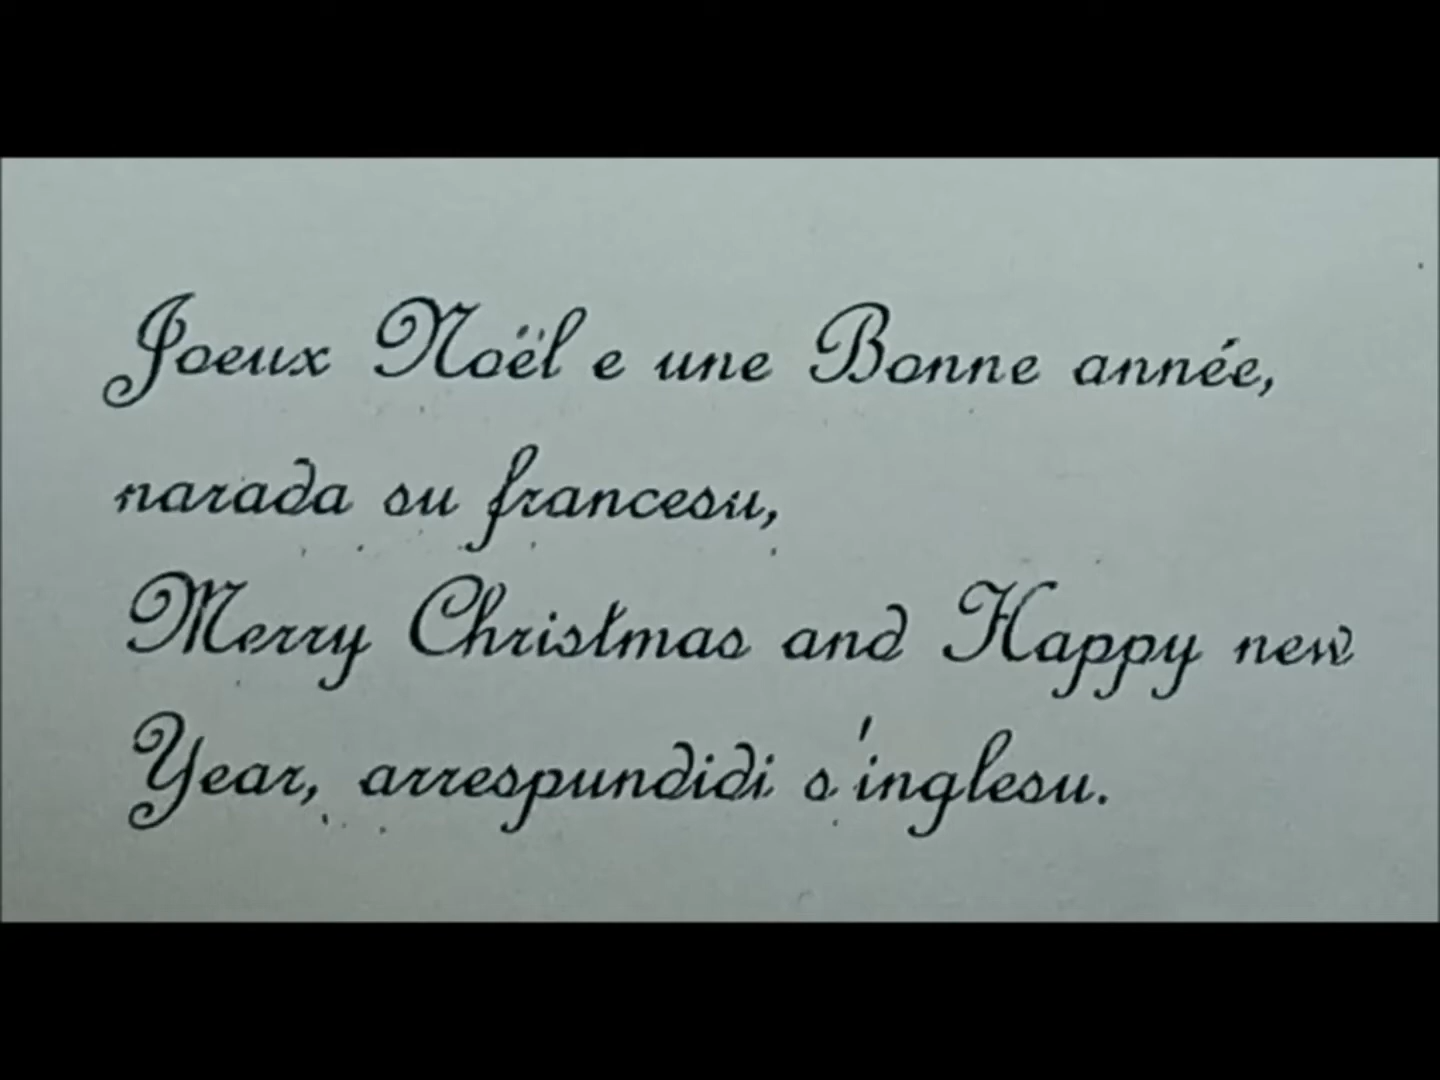 Joeux Noël e une Bonne année,
narada su francesu,
Merry Christmas and Happy new
Year, arrespundidi s'inglesu.